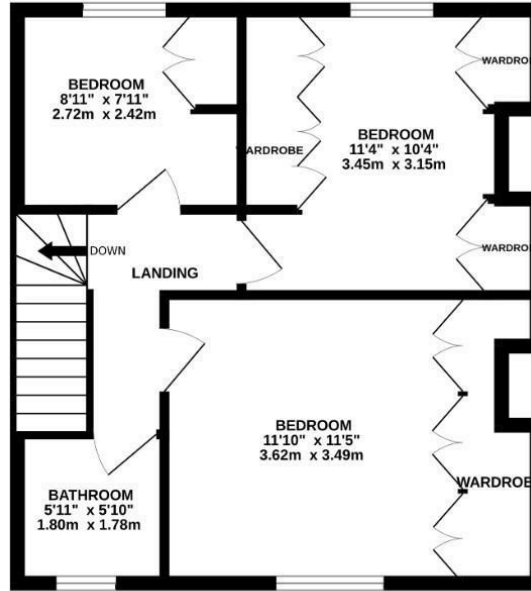 BEDROOM
8'11" x 7'11"
2.72m x 2.42m
WARDRO
BEDROOM
11'4" x 10'4"
3.45m x 3.15m
ARDROBE
WARDRO
DOWN
LANDING
BEDROOM
11'10" x 11'5"
3.62m x 3.49m
WARDROBE
BATHROOM
5'11" x 5'10"
1.80m x 1.78m